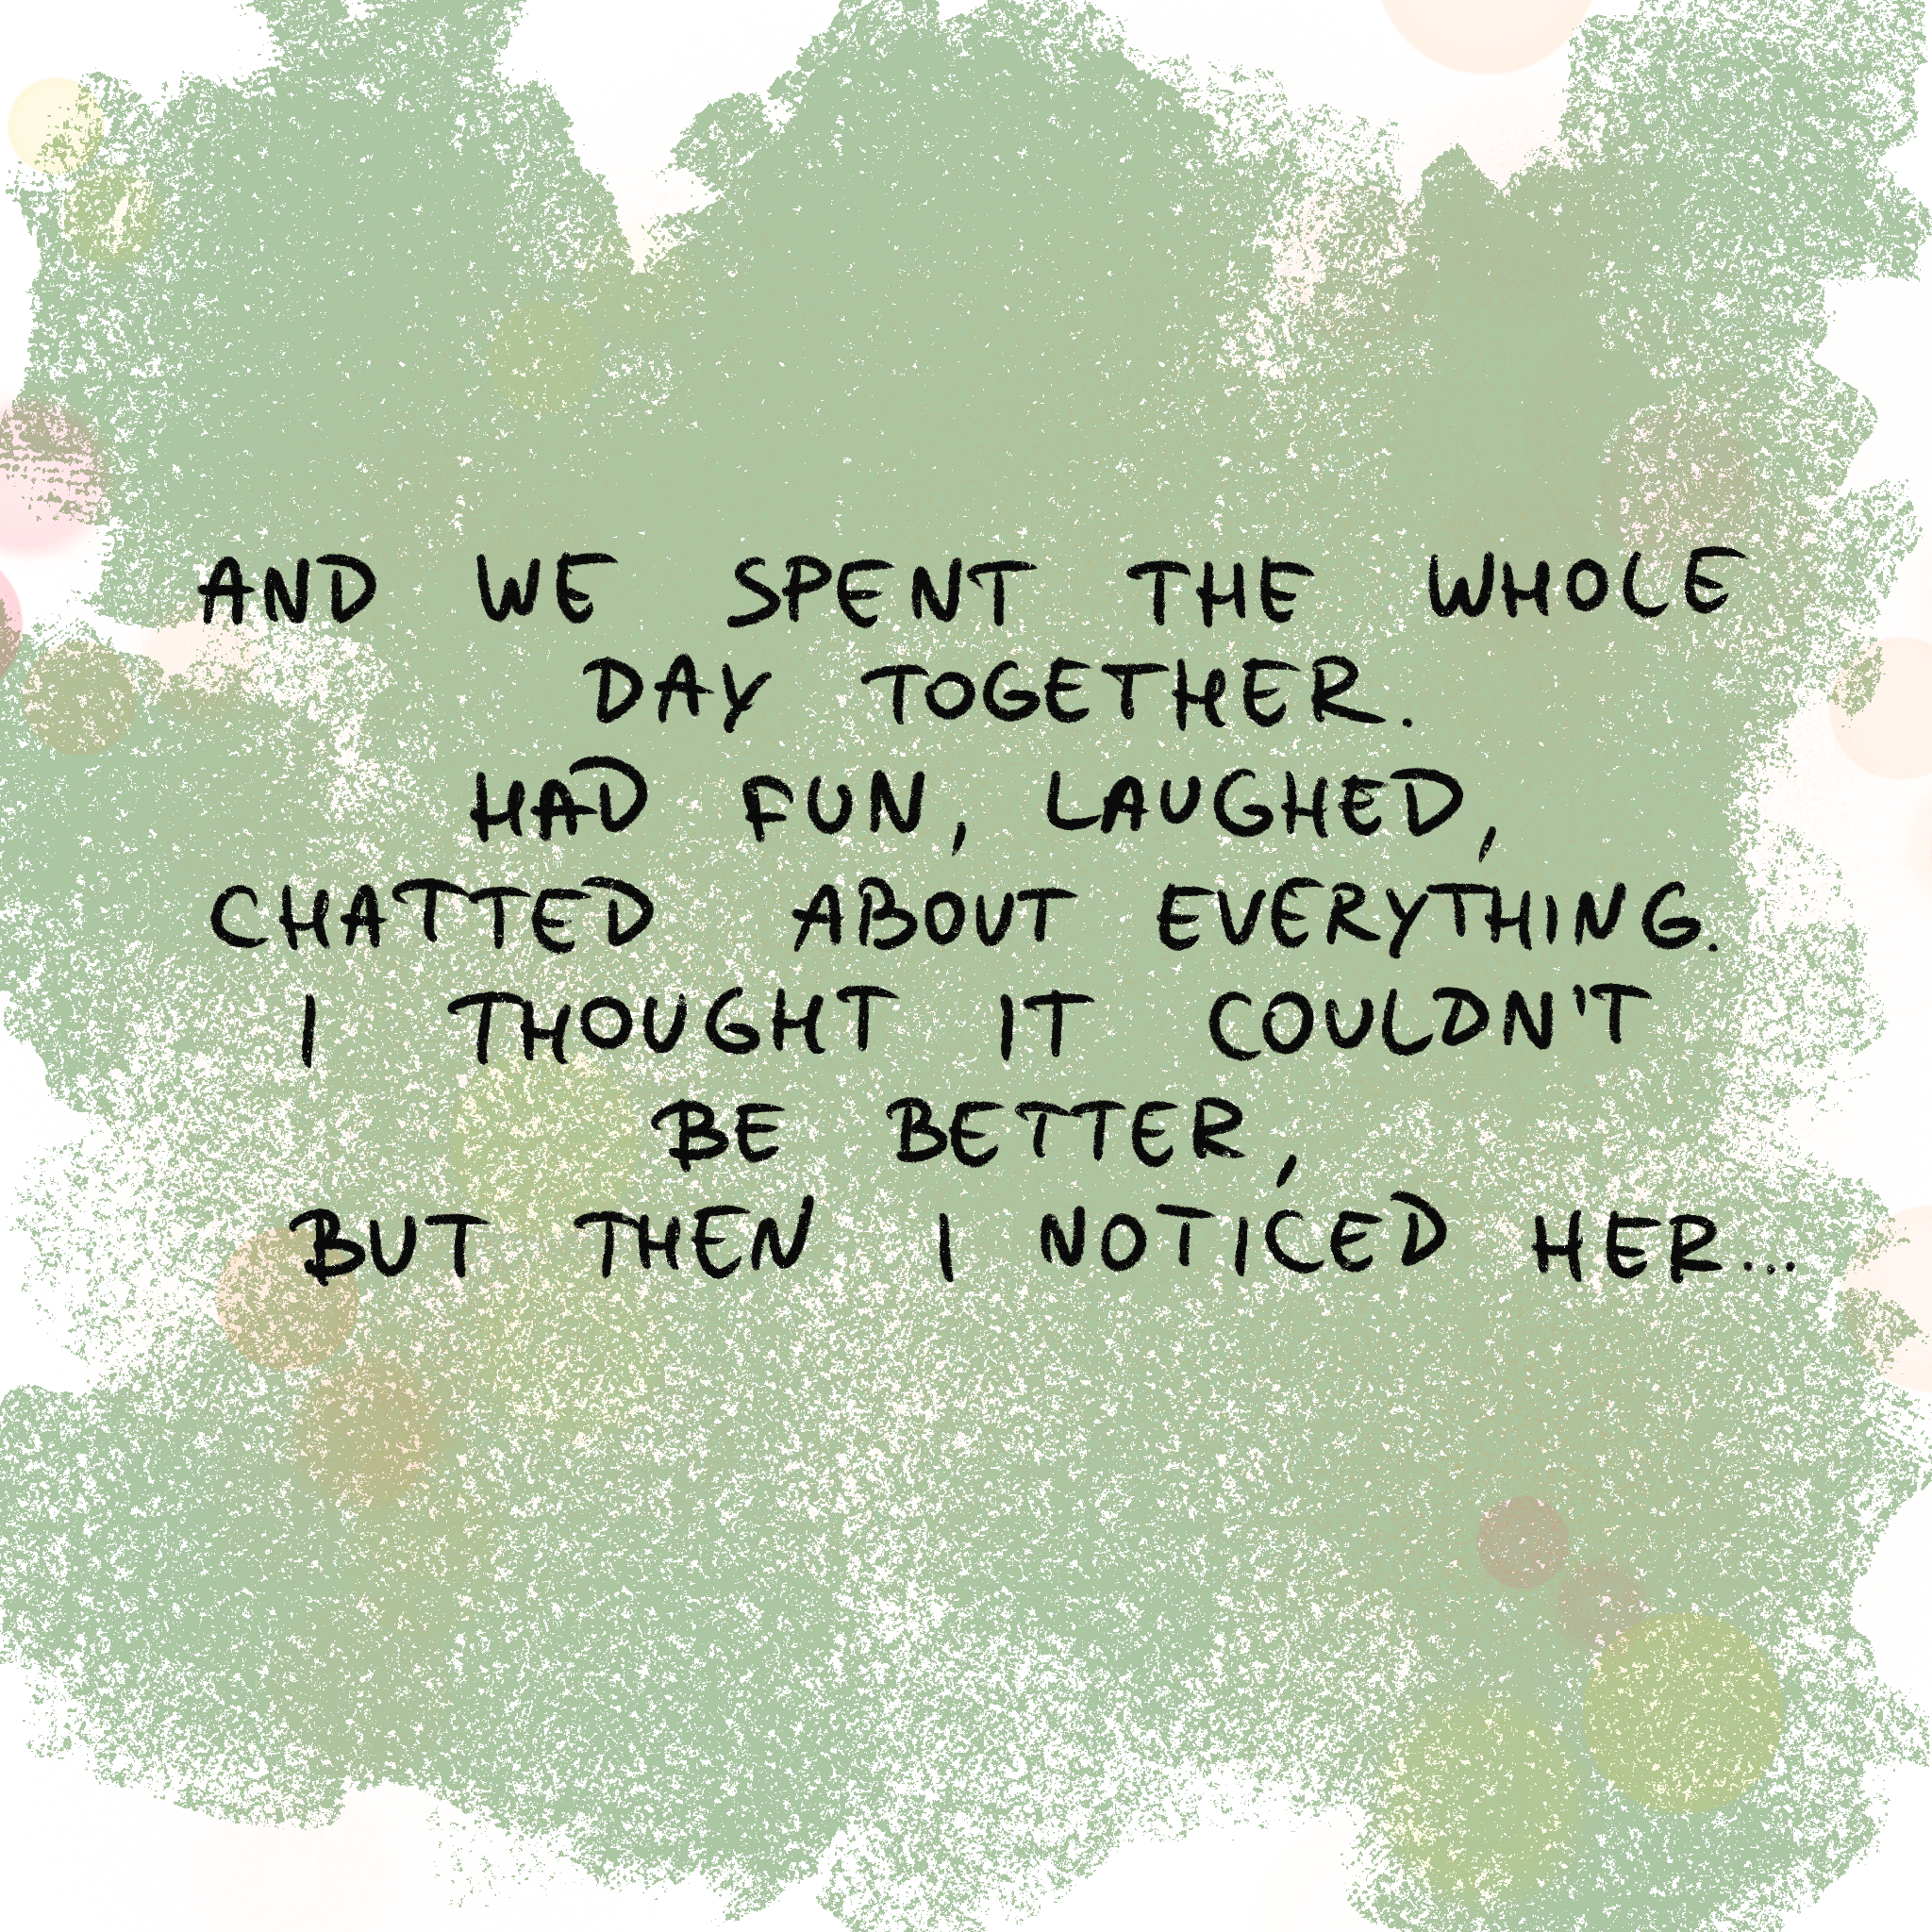 AND WE SPENT THE WHOLE
DAY TOGETHER.
HAD FUN, LAUGHED,
CHATTED ABOUT EVERYTHING.
I THOUGHT IT COULDN'T
BE BETTER,
BUT THEN I NOTICED HER...